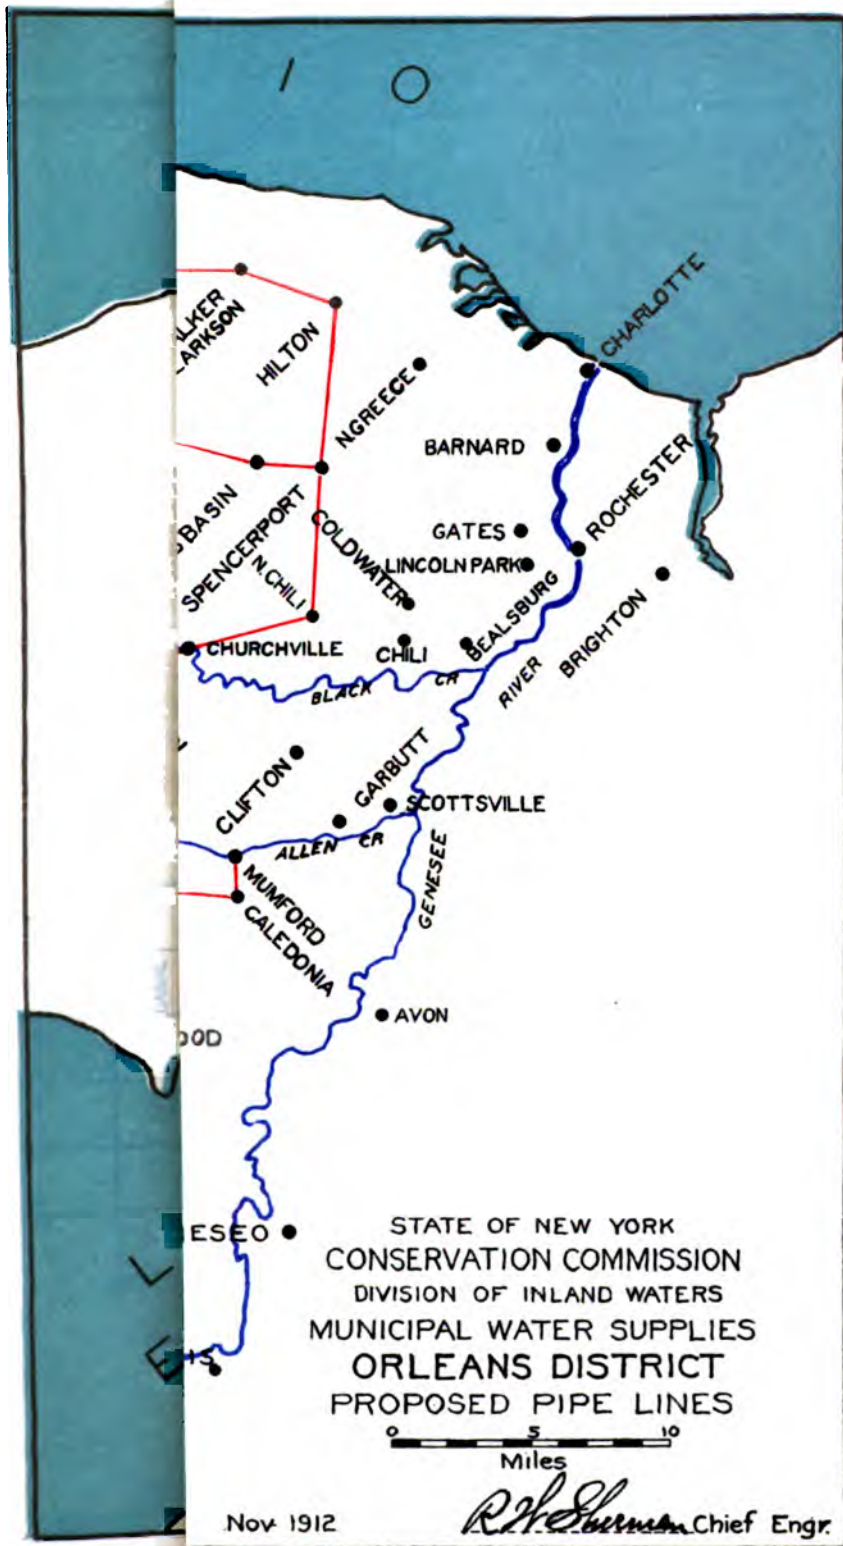 I O
CHARLOTTE
ALKER
LARKSON
HILTON
N.GREECE
BARNARD
ROCHESTER
BASIN
SPENCERPORT
COLDWATER
GATES
LINCOLN PARK
N.CHILI
BRIGHTON
CHURCHVILLE
CHILI
BEALSBURG
BLACK CR
RIVER
CLIFTON
GARBUTT
SCOTTSVILLE
ALLEN CR
GENESEE
MUMFORD
CALEDONIA
AVON
OOD
ESEO
L
E
IS
STATE OF NEW YORK
CONSERVATION COMMISSION
DIVISION OF INLAND WATERS
MUNICIPAL WATER SUPPLIES
ORLEANS DISTRICT
PROPOSED PIPE LINES
0 5 10
Miles
Nov 1912 R W Sherman Chief Engr.